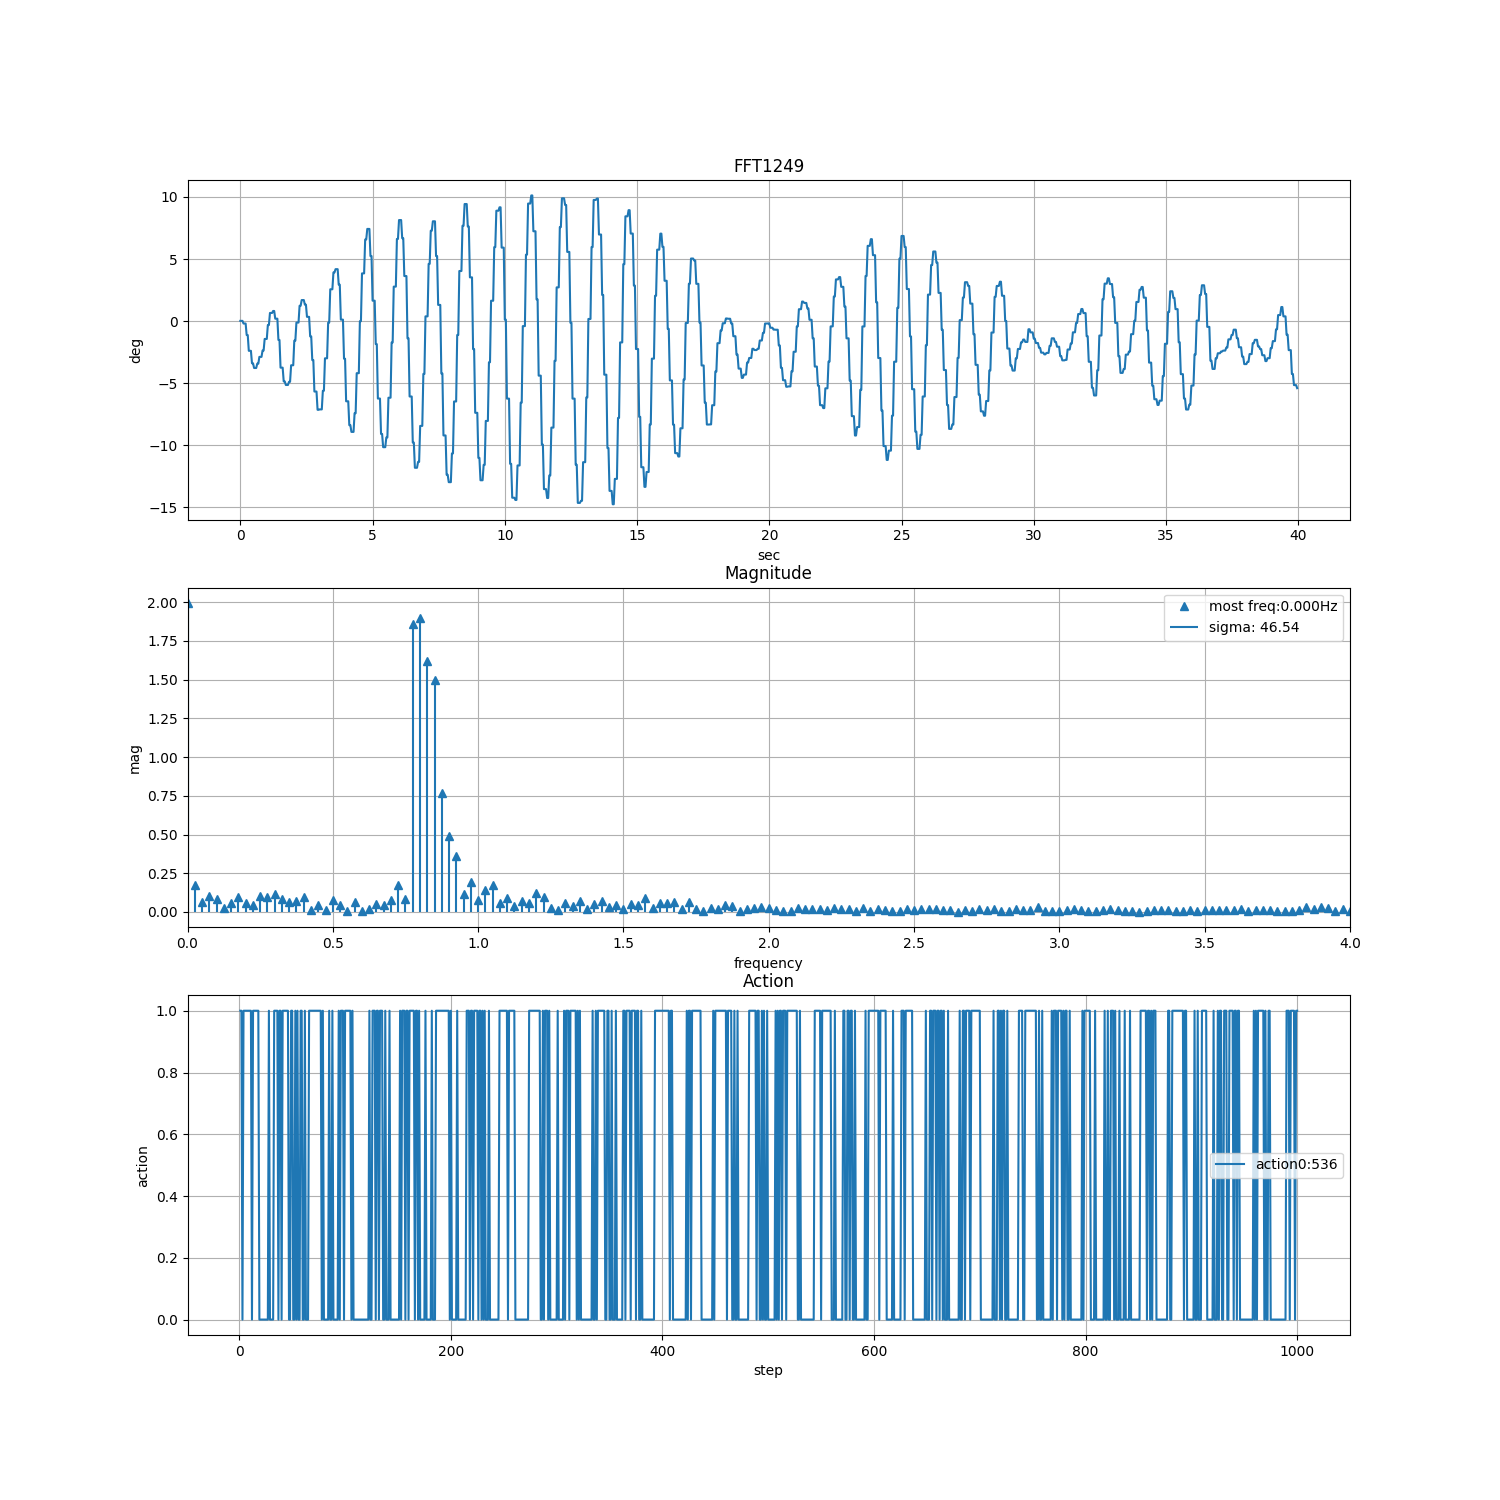 FFT1249
10
5
0
−5
−10
−15
deg
0 5 10 15 20 25 30 35 40
sec
Magnitude
2.00
1.75
1.50
1.25
1.00
0.75
0.50
0.25
0.00
mag
most freq:0.000Hz
sigma: 46.54
0.0 0.5 1.0 1.5 2.0 2.5 3.0 3.5 4.0
frequency
Action
1.0
0.8
0.6
0.4
0.2
0.0
action
action0:536
0 200 400 600 800 1000
step